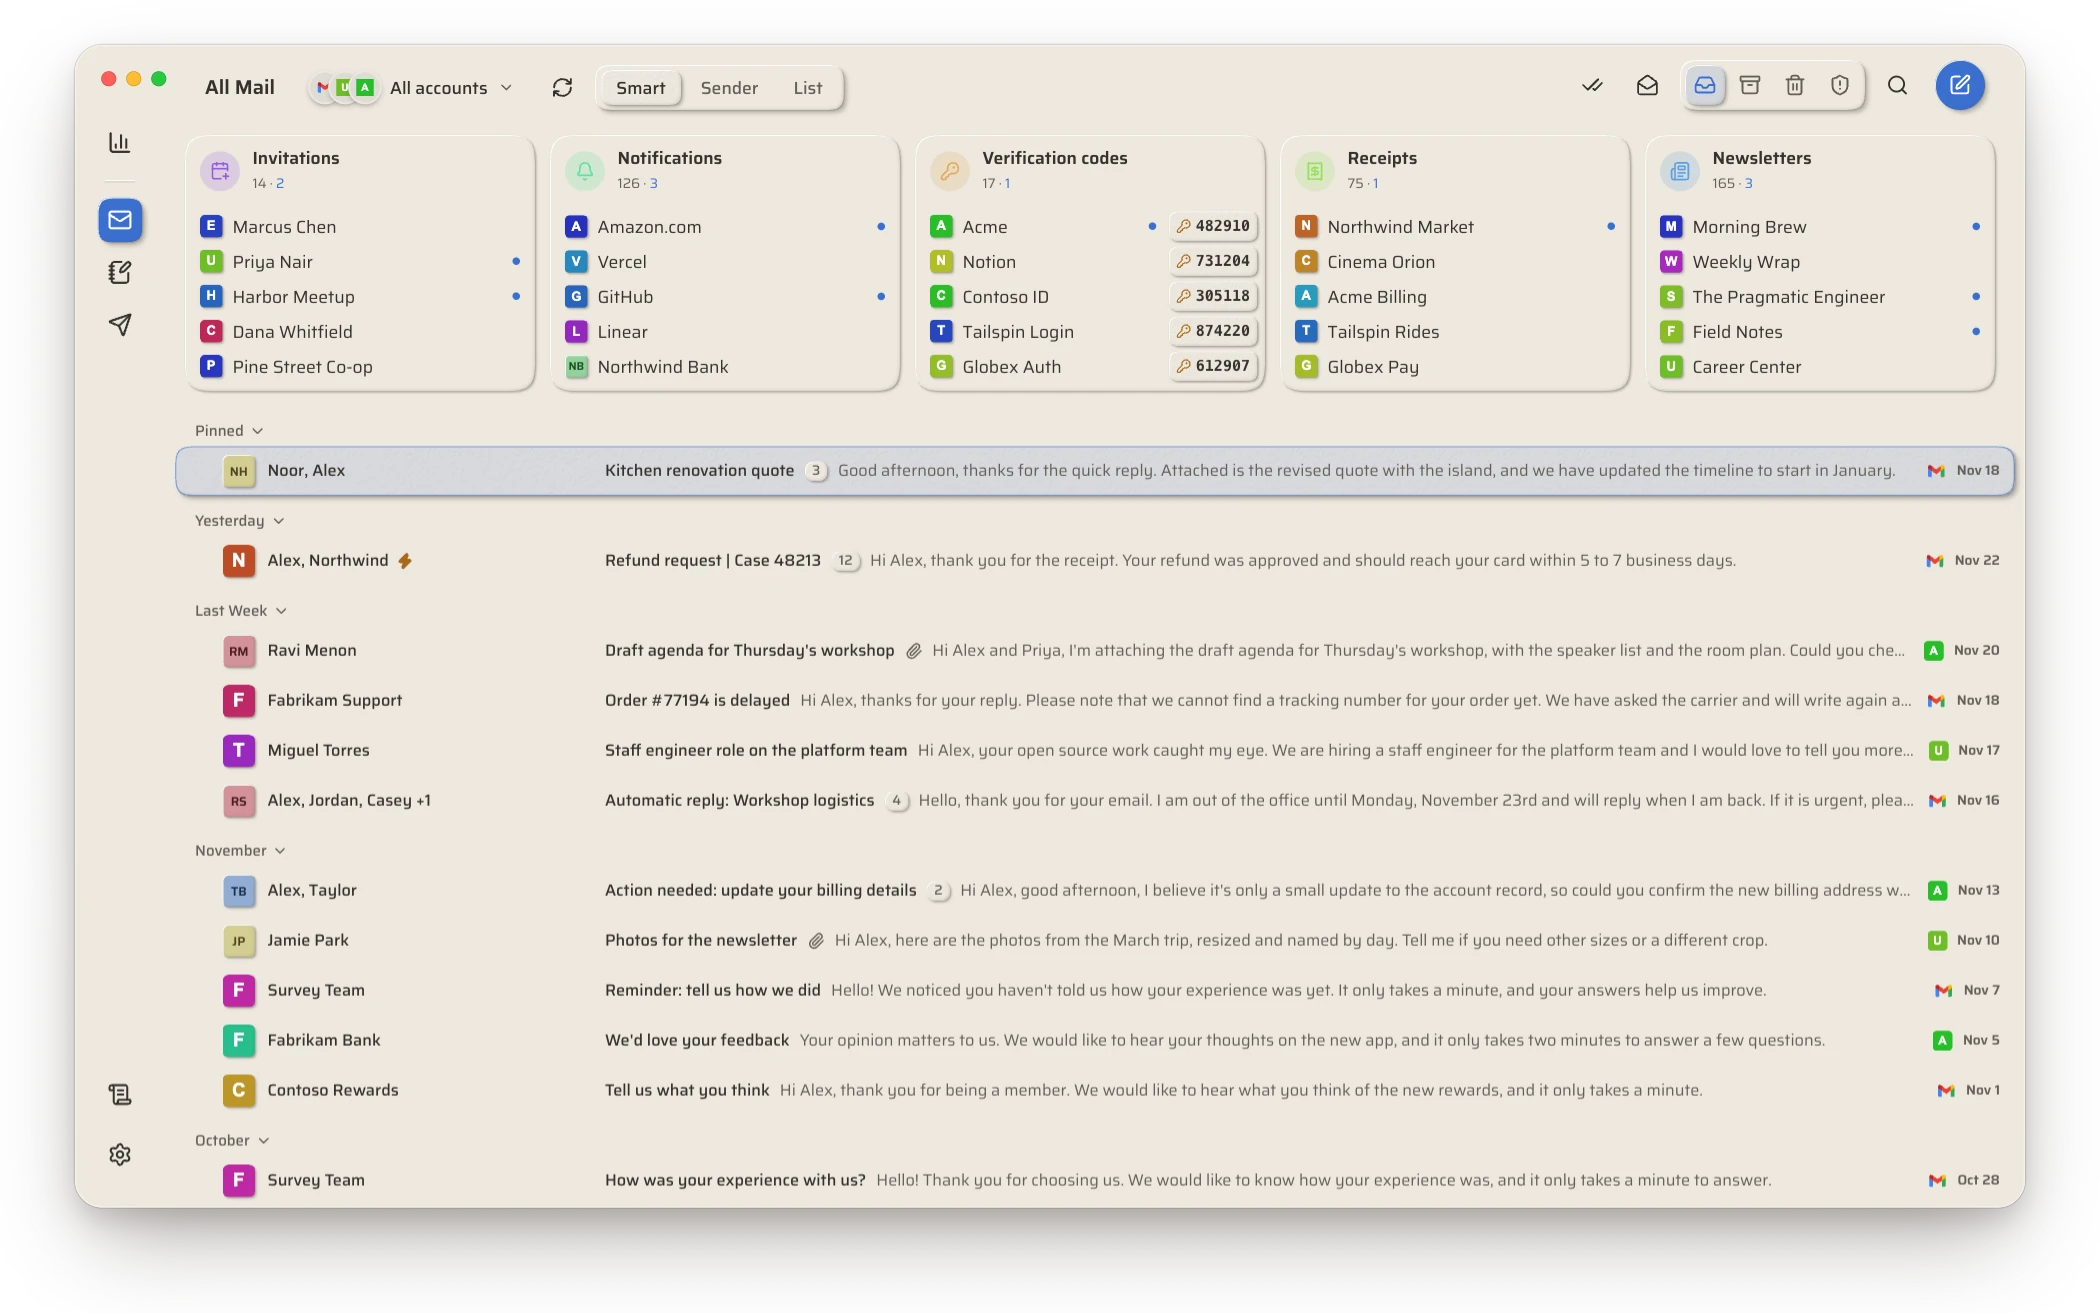 All Mail U A All accounts Smart Sender List
Invitations
14 · 2
E Marcus Chen
U Priya Nair
H Harbor Meetup
C Dana Whitfield
P Pine Street Co-op
Notifications
126 · 3
A Amazon.com
V Vercel
G GitHub
L Linear
NB Northwind Bank
Verification codes
17 · 1
A Acme 482910
N Notion 731204
C Contoso ID 305118
T Tailspin Login 874220
G Globex Auth 612907
Receipts
75 · 1
N Northwind Market
C Cinema Orion
A Acme Billing
T Tailspin Rides
G Globex Pay
Newsletters
165 · 3
M Morning Brew
W Weekly Wrap
S The Pragmatic Engineer
F Field Notes
U Career Center
Pinned
NH Noor, Alex Kitchen renovation quote 3 Good afternoon, thanks for the quick reply. Attached is the revised quote with the island, and we have updated the timeline to start in January. Nov 18
Yesterday
N Alex, Northwind Refund request | Case 48213 12 Hi Alex, thank you for the receipt. Your refund was approved and should reach your card within 5 to 7 business days. Nov 22
Last Week
RM Ravi Menon Draft agenda for Thursday's workshop Hi Alex and Priya, I'm attaching the draft agenda for Thursday's workshop, with the speaker list and the room plan. Could you che... A Nov 20
F Fabrikam Support Order #77194 is delayed Hi Alex, thanks for your reply. Please note that we cannot find a tracking number for your order yet. We have asked the carrier and will write again a... Nov 18
T Miguel Torres Staff engineer role on the platform team Hi Alex, your open source work caught my eye. We are hiring a staff engineer for the platform team and I would love to tell you more... U Nov 17
RS Alex, Jordan, Casey +1 Automatic reply: Workshop logistics 4 Hello, thank you for your email. I am out of the office until Monday, November 23rd and will reply when I am back. If it is urgent, plea... Nov 16
November
TB Alex, Taylor Action needed: update your billing details 2 Hi Alex, good afternoon, I believe it's only a small update to the account record, so could you confirm the new billing address w... A Nov 13
JP Jamie Park Photos for the newsletter Hi Alex, here are the photos from the March trip, resized and named by day. Tell me if you need other sizes or a different crop. U Nov 10
F Survey Team Reminder: tell us how we did Hello! We noticed you haven't told us how your experience was yet. It only takes a minute, and your answers help us improve. Nov 7
F Fabrikam Bank We'd love your feedback Your opinion matters to us. We would like to hear your thoughts on the new app, and it only takes two minutes to answer a few questions. A Nov 5
C Contoso Rewards Tell us what you think Hi Alex, thank you for being a member. We would like to hear what you think of the new rewards, and it only takes a minute. Nov 1
October
F Survey Team How was your experience with us? Hello! Thank you for choosing us. We would like to know how your experience was, and it only takes a minute to answer. Oct 28